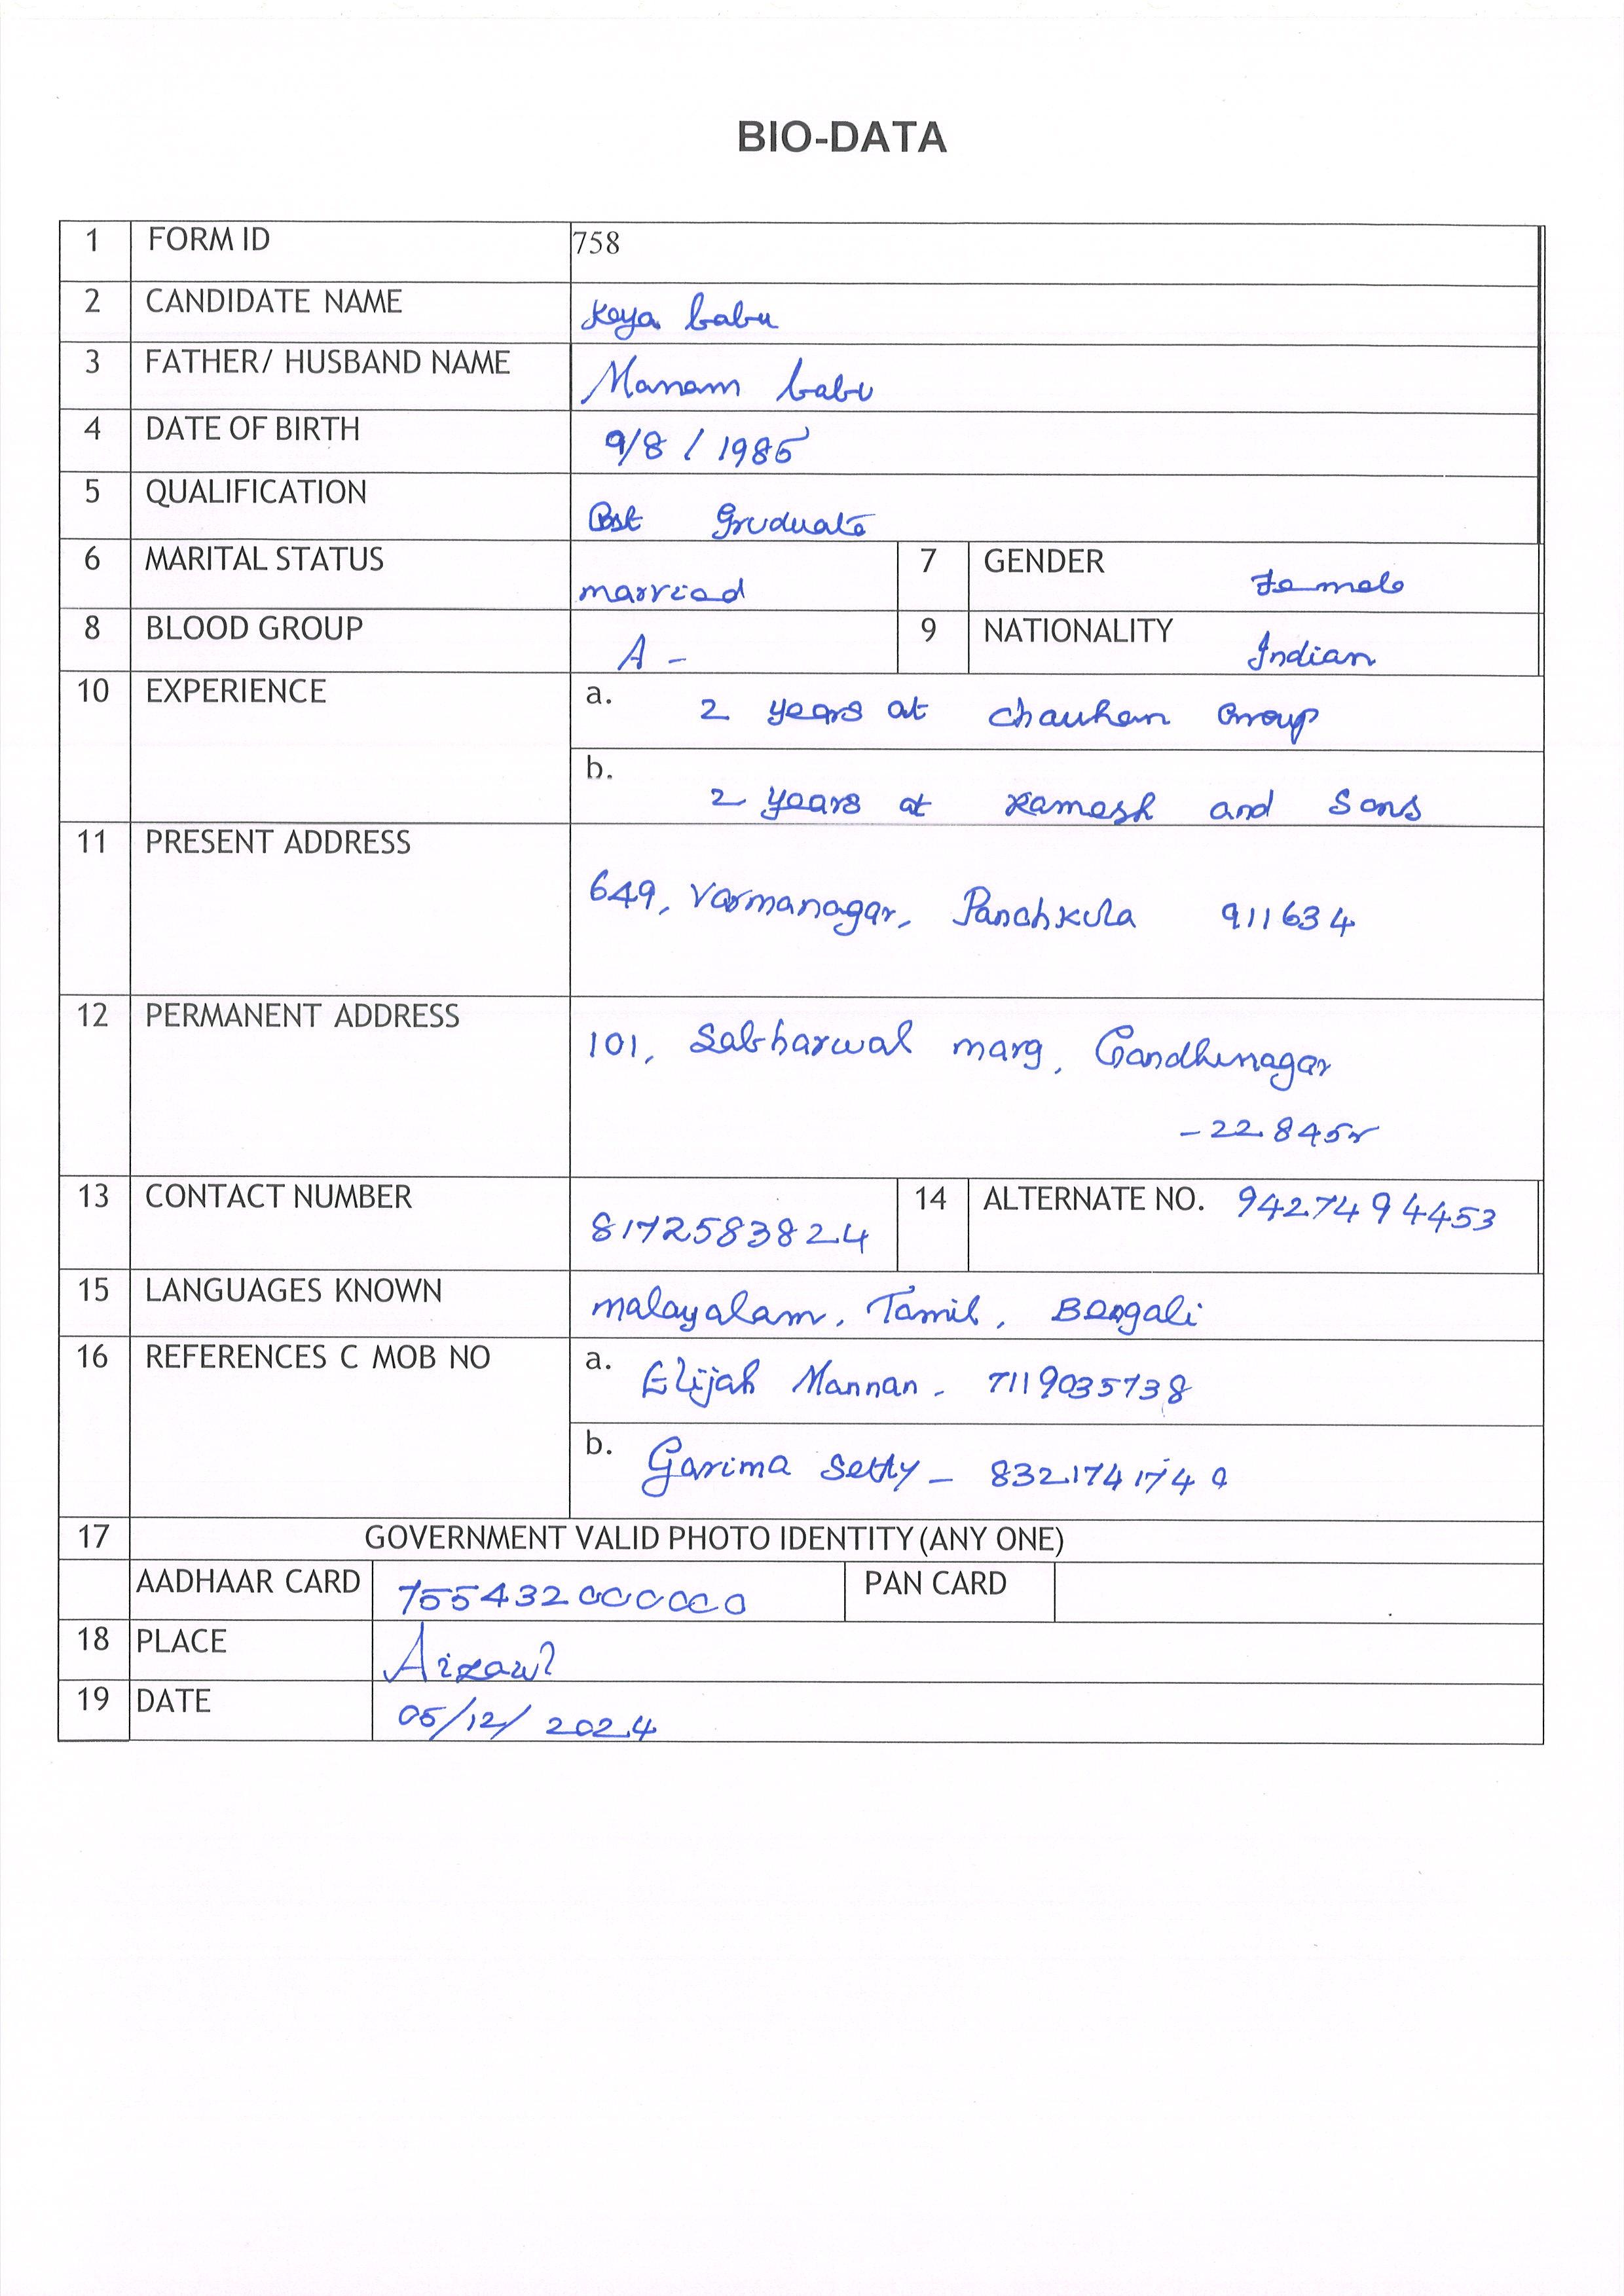 BIO-DATA
1 FORM ID 758
2 CANDIDATE NAME Keya babu
3 FATHER/ HUSBAND NAME Manam babu
4 DATE OF BIRTH 9/8 / 1985
5 QUALIFICATION Post Graduate
6 MARITAL STATUS married 7 GENDER Female
8 BLOOD GROUP A - 9 NATIONALITY Indian
10 EXPERIENCE a. 2 years at chauhan Group
b. 2 years at Ramesh and Sons
11 PRESENT ADDRESS
649, Varmanagar, Panchkula 911634
12 PERMANENT ADDRESS
101, Sabharwal marg, Gandhinagar
13 CONTACT NUMBER 8172583824 14 ALTERNATE NO. 9427494453
15 LANGUAGES KNOWN malayalam, Tamil, Bengali
16 REFERENCES C MOB NO a. Elijah Mannan - 7119035738
b. Garima Setty -
17 GOVERNMENT VALID PHOTO IDENTITY (ANY ONE)
AADHAAR CARD 755432000000 PAN CARD
18 PLACE Aizawl
19 DATE 05/12/ 2024